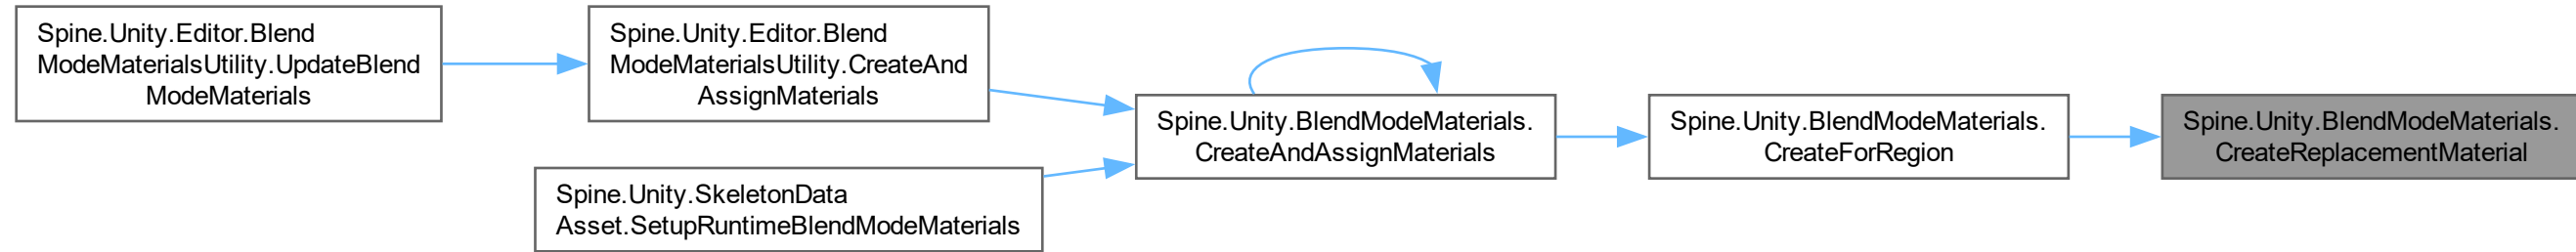 Spine.Unity.Editor.Blend
ModeMaterialsUtility.UpdateBlend
ModeMaterials
Spine.Unity.Editor.Blend
ModeMaterialsUtility.CreateAnd
AssignMaterials
Spine.Unity.SkeletonData
Asset.SetupRuntimeBlendModeMaterials
Spine.Unity.BlendModeMaterials.
CreateAndAssignMaterials
Spine.Unity.BlendModeMaterials.
CreateForRegion
Spine.Unity.BlendModeMaterials.
CreateReplacementMaterial